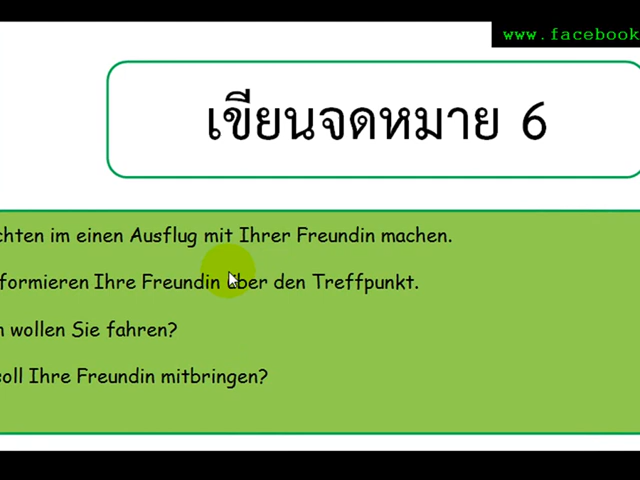 www.facebook
เขียนจดหมาย 6
chten im einen Ausflug mit Ihrer Freundin machen.
formieren Ihre Freundin über den Treffpunkt.
n wollen Sie fahren?
soll Ihre Freundin mitbringen?